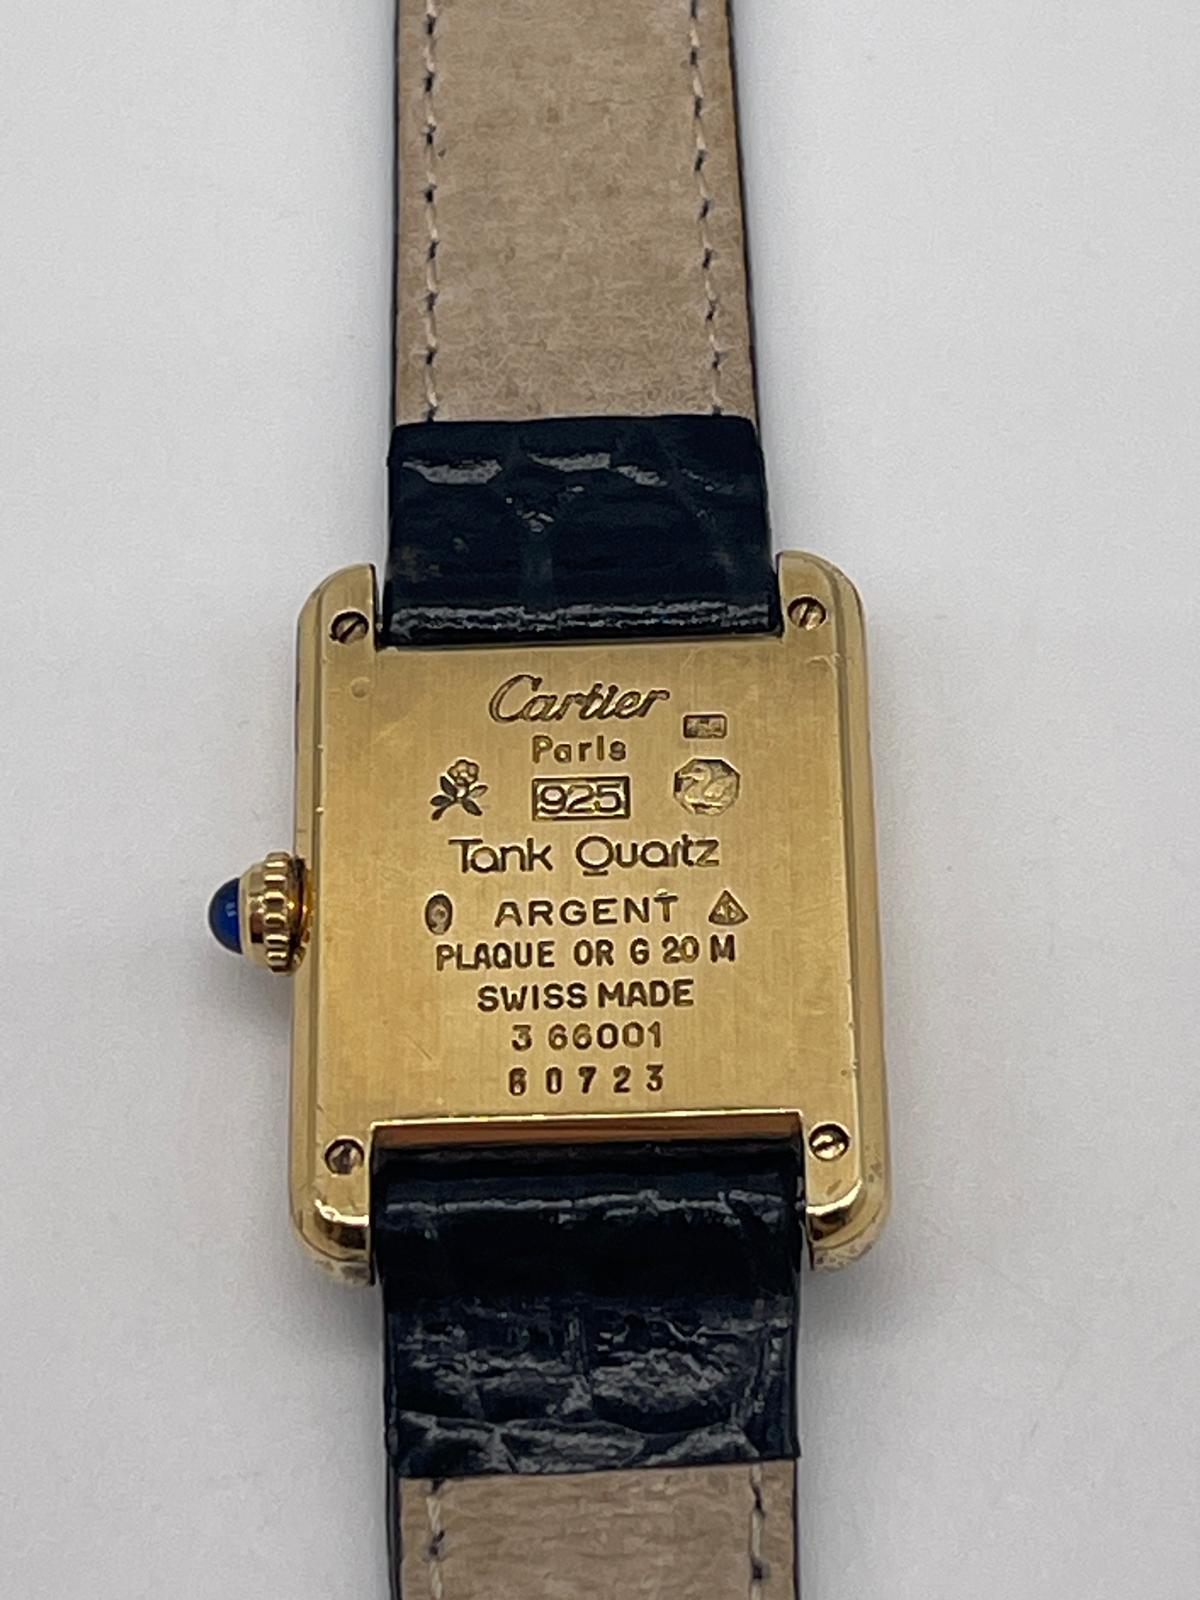 Cartier
Paris
925
Tank Quartz
ARGENT
PLAQUE OR G 20 M
SWISS MADE
3 66001
60723